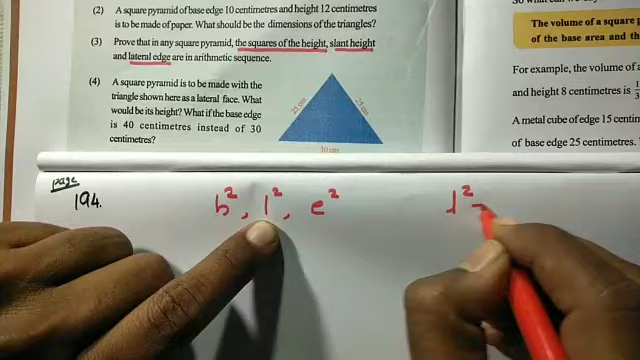 (2) A square pyramid of base edge 10 centimetres and height 12 centimetres
is to be made of paper. What should be the dimensions of the triangles?
(3) Prove that in any square pyramid, the squares of the height, slant height
and lateral edge are in arithmetic sequence.
(4) A square pyramid is to be made with the
triangle shown here as a lateral face. What
would be its height? What if the base edge
is 40 centimetres instead of 30
centimetres?
25 cm
25 cm
30 cm
The volume of a square p
of the base area and th
For example, the volume of a
and height 8 centimetres is 1
3
A metal cube of edge 15 centim
of base edge 25 centimetres.
page
194.
h², l², e²
l² -